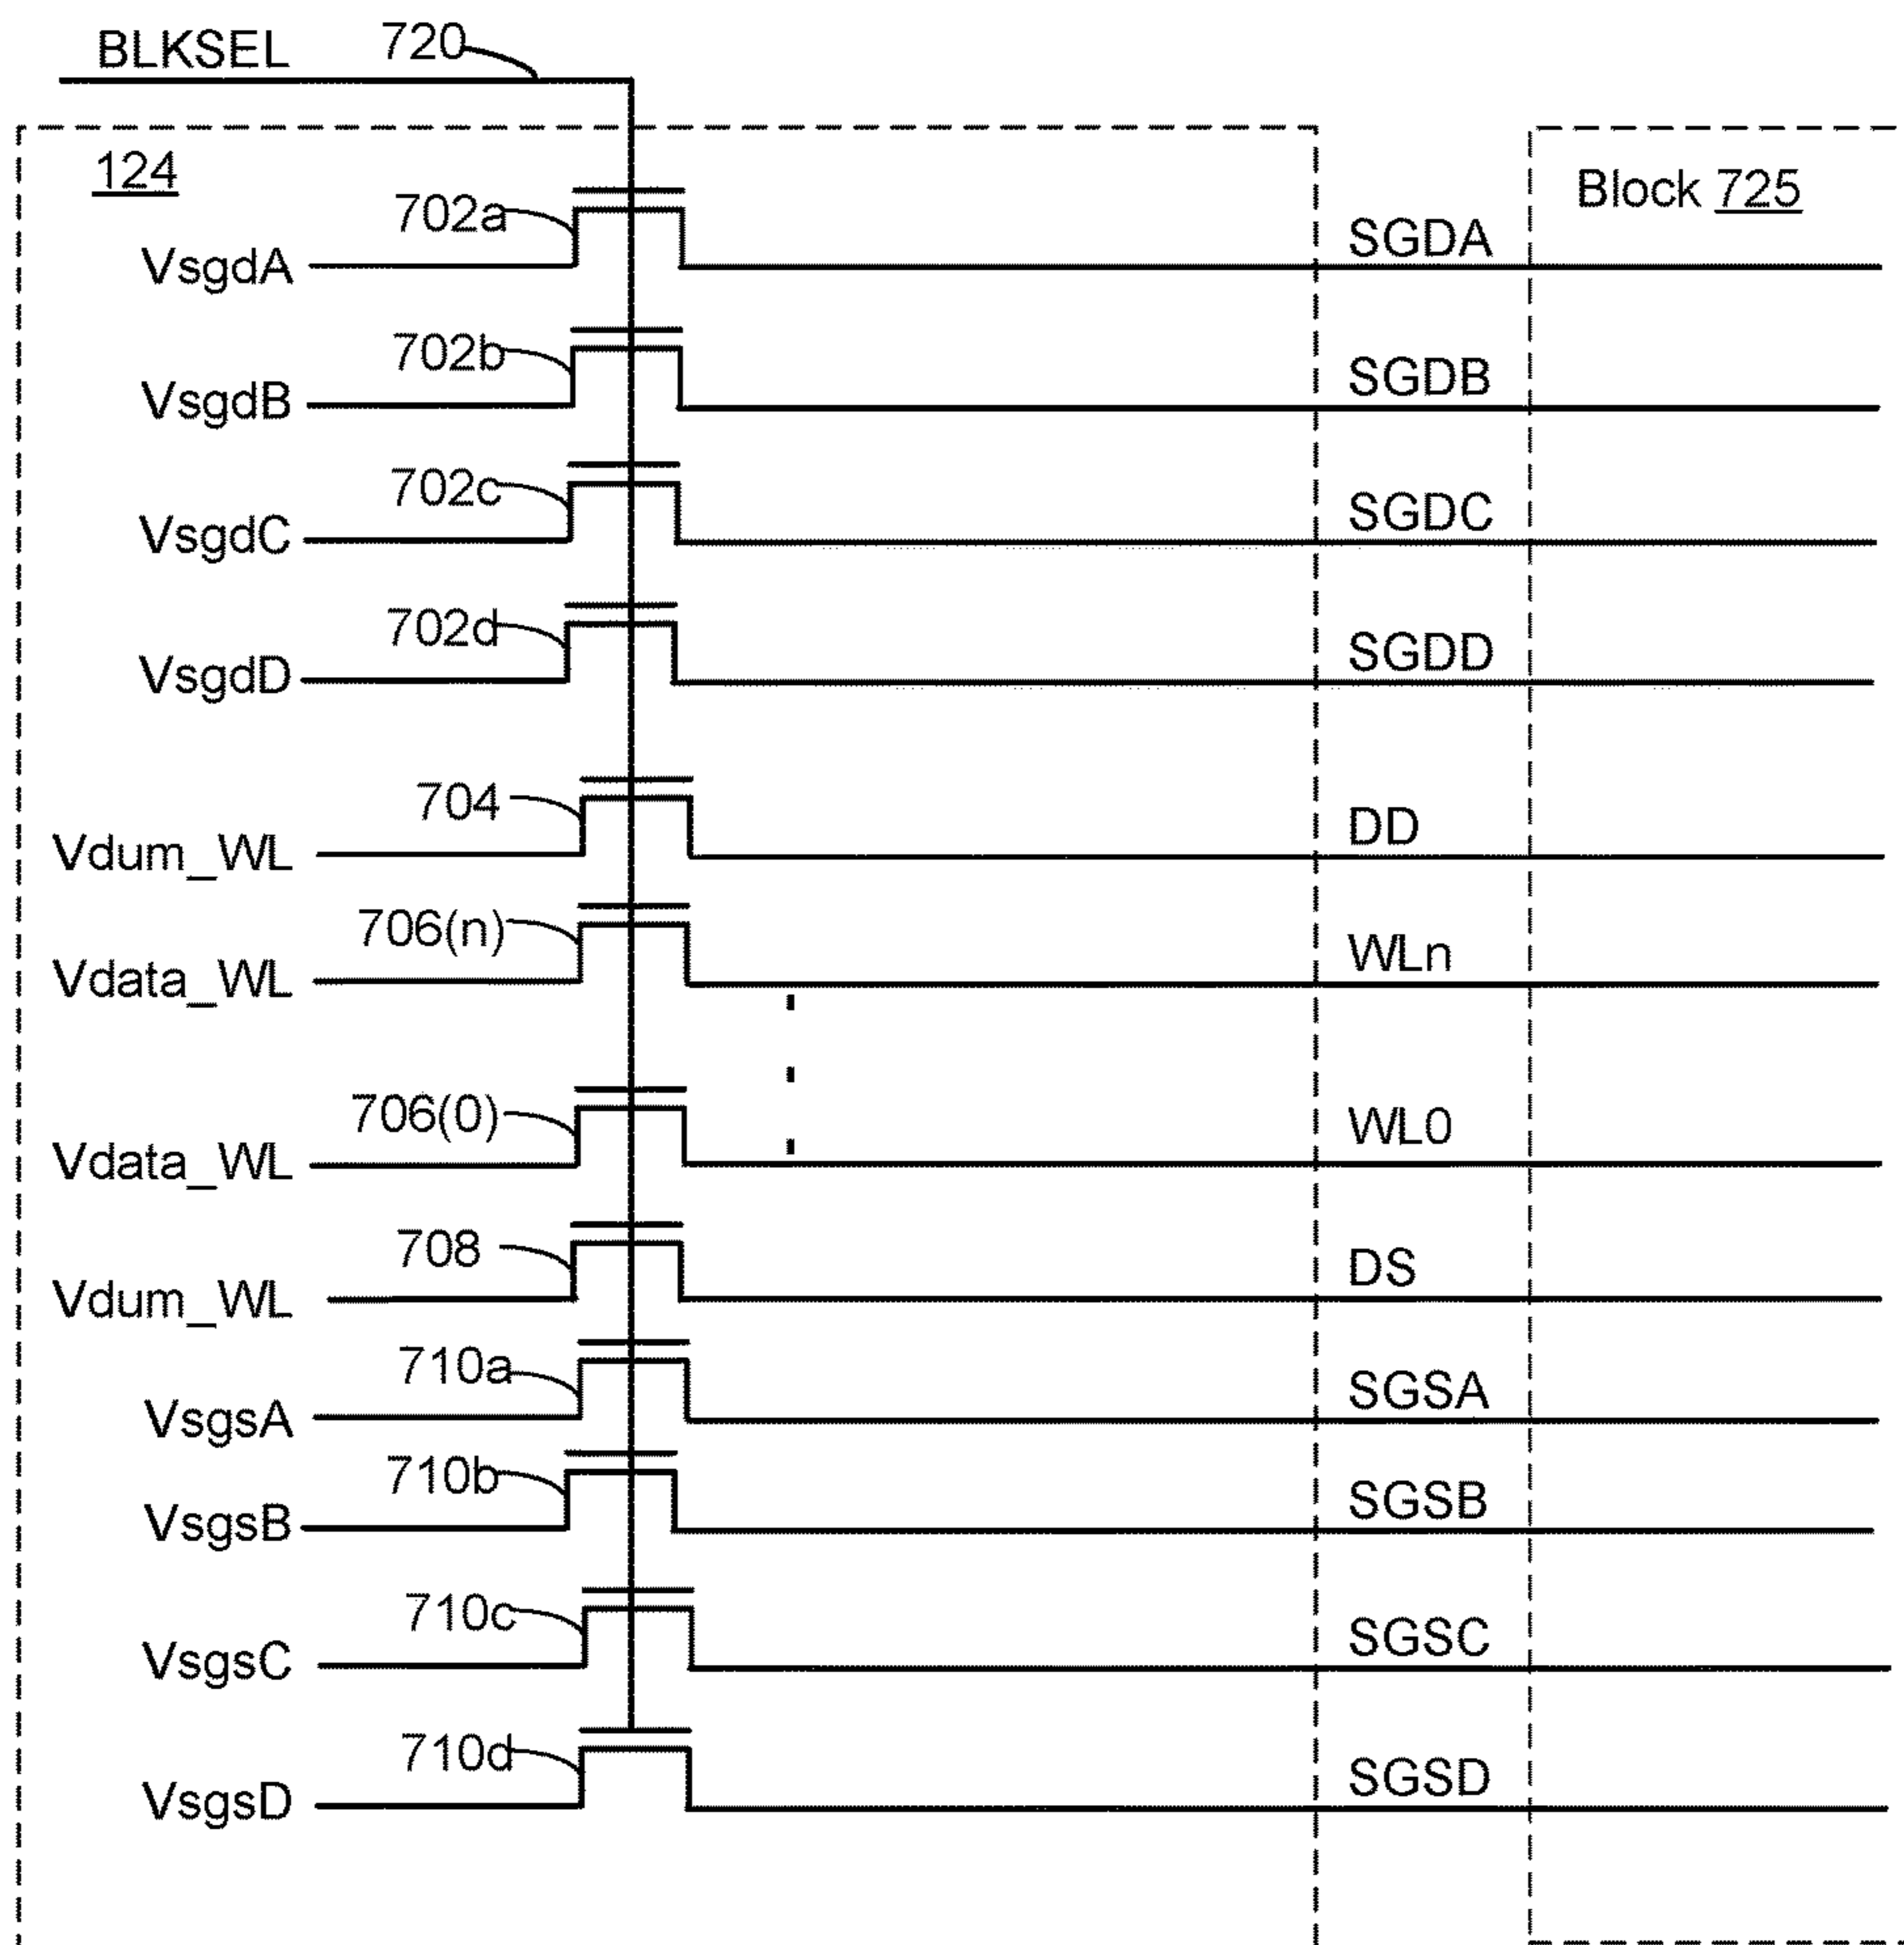 BLKSEL 720
124
Block 725
702a
VsgdA SGDA
702b
VsgdB SGDB
702c
VsgdC SGDC
702d
VsgdD SGDD
704
Vdum_WL DD
706(n)
Vdata_WL WLn
706(0)
Vdata_WL WL0
708
Vdum_WL DS
710a
VsgsA SGSA
710b
VsgsB SGSB
710c
VsgsC SGSC
710d
VsgsD SGSD